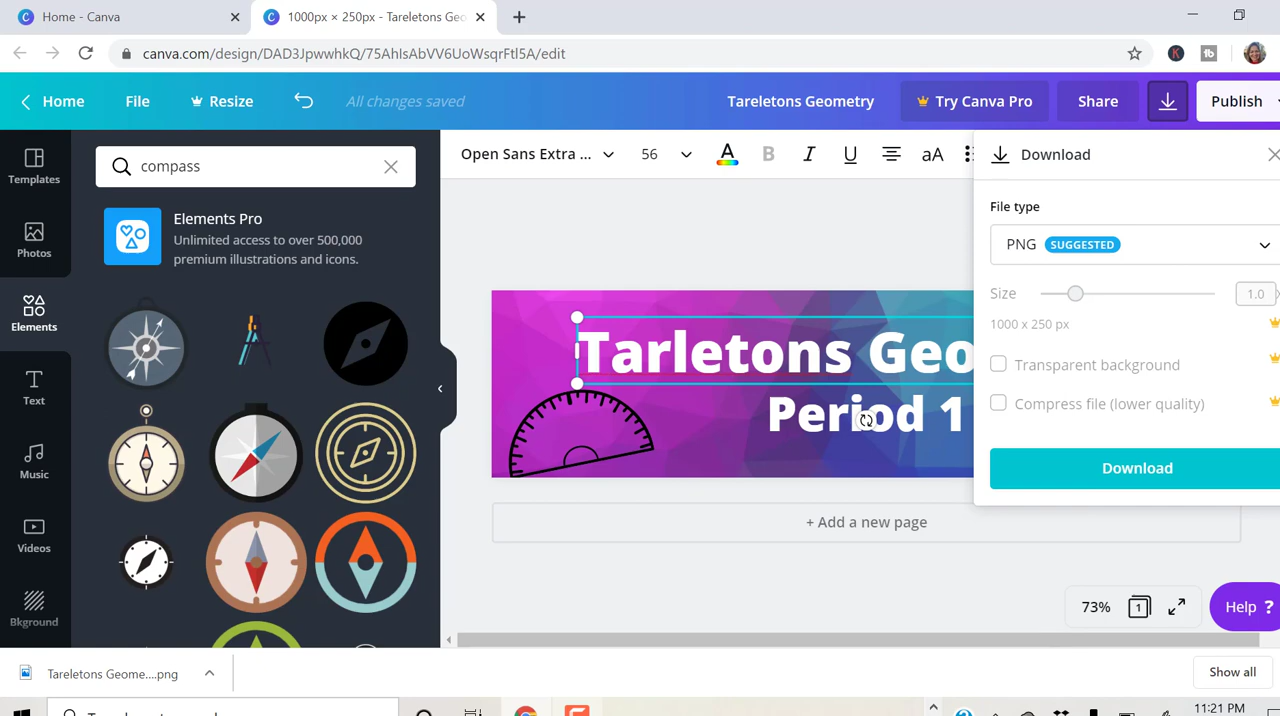 Home - Canva
1000px × 250px - Tareletons Geo
canva.com/design/DAD3JpwwhkQ/75AhIsAbVV6UoWsqrFtI5A/edit
Home File Resize All changes saved Tareletons Geometry Try Canva Pro Share Publish
Templates
Photos
Elements
Text
Music
Videos
Bkground
compass
Elements Pro
Unlimited access to over 500,000
premium illustrations and icons.
Open Sans Extra ... 56 A B I U aA
Tarletons Geo
Period 1
+ Add a new page
Download
File type
PNG SUGGESTED
Size 1.0
1000 x 250 px
Transparent background
Compress file (lower quality)
Download
73% 1 Help ?
Tareletons Geome....png Show all
11:21 PM